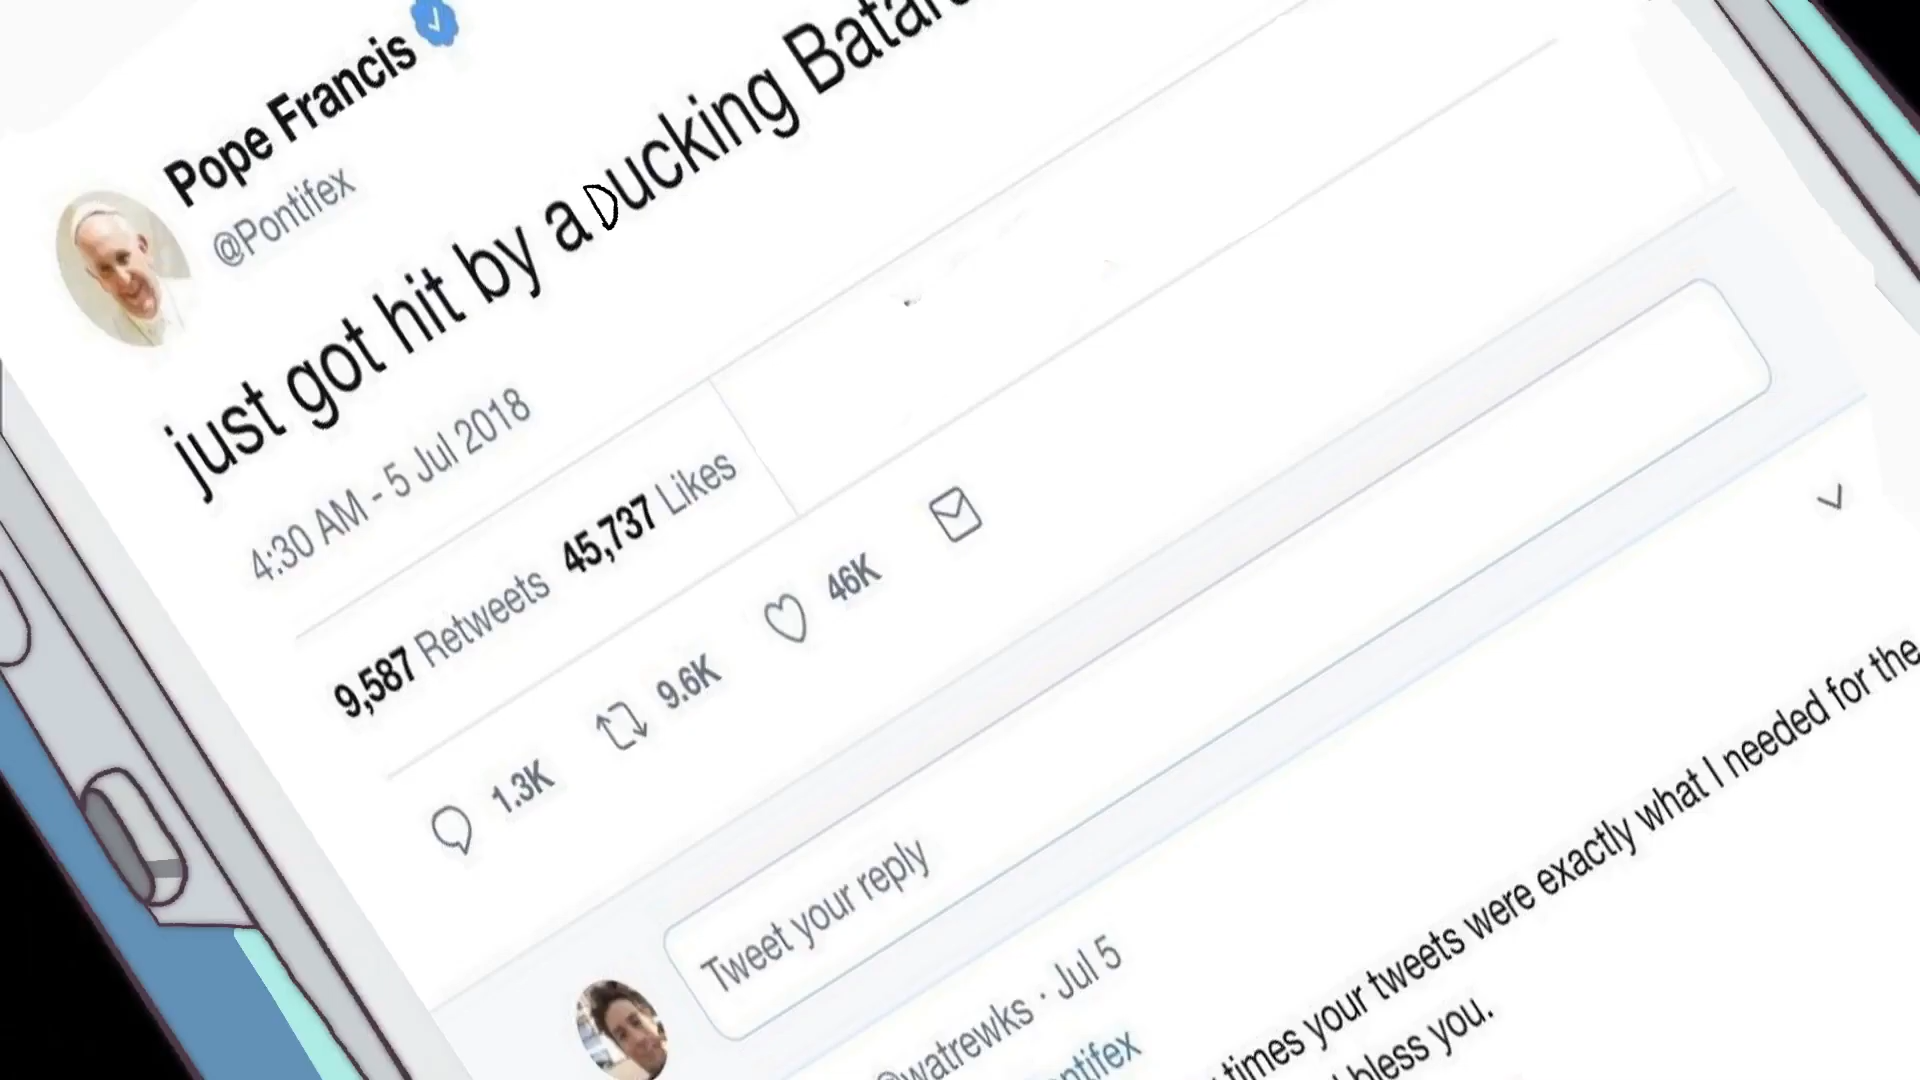 Pope Francis
@Pontifex
just got hit by a Ducking
4:30 AM - 5 Jul 2018
9,587 Retweets 45,737 Likes
1.3K 9.6K 46K
Tweet your reply
@watrewks · Jul 5
times your tweets were exactly what I needed for the
bless you.